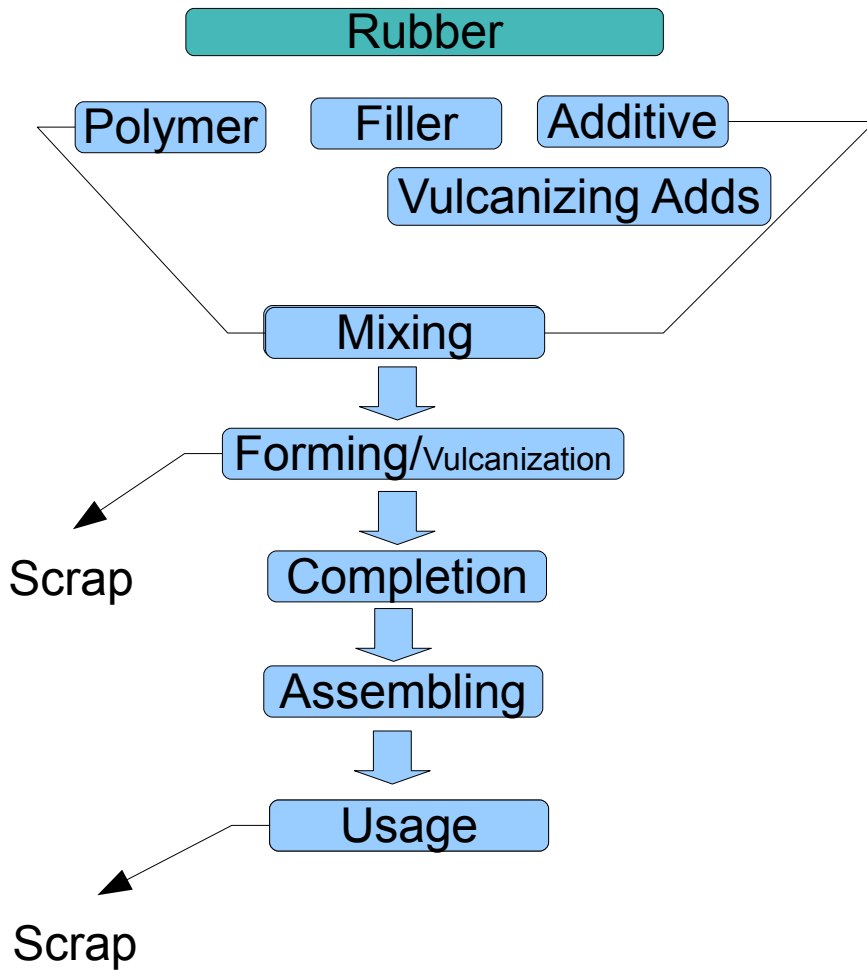 Rubber
Polymer
Filler
Additive
Vulcanizing Adds
Mixing
Forming/Vulcanization
Scrap
Completion
Assembling
Usage
Scrap